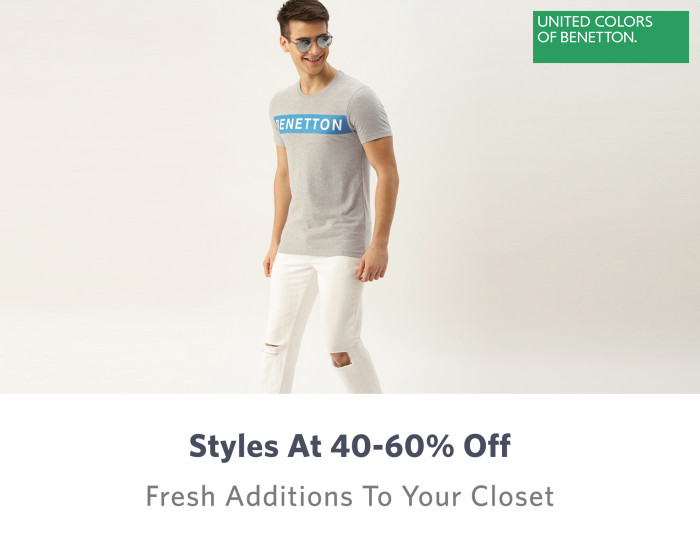 UNITED COLORS
OF BENETTON.
BENETTON
Styles At 40-60% Off
Fresh Additions To Your Closet